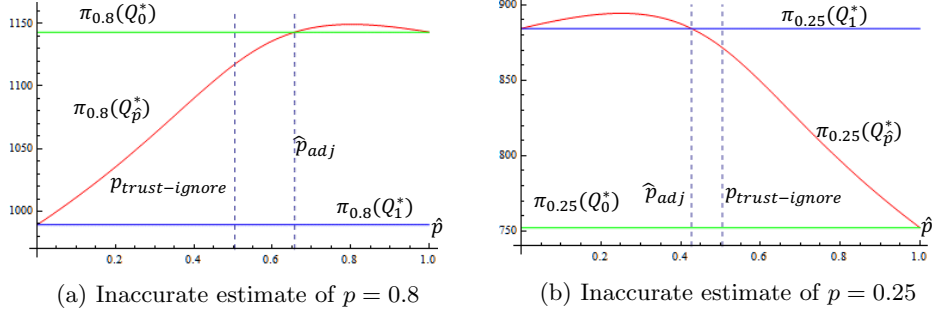 π0.8(Q0*)
1150
1100
π0.8(Qp̂*)
1050
p̂adj
ptrust−ignore
π0.8(Q1*)
1000
p̂
0.2 0.4 0.6 0.8 1.0
(a) Inaccurate estimate of p = 0.8
900
π0.25(Q1*)
850
π0.25(Qp̂*)
800
π0.25(Q0*)
p̂adj
ptrust−ignore
p̂
750
0.2 0.4 0.6 0.8 1.0
(b) Inaccurate estimate of p = 0.25